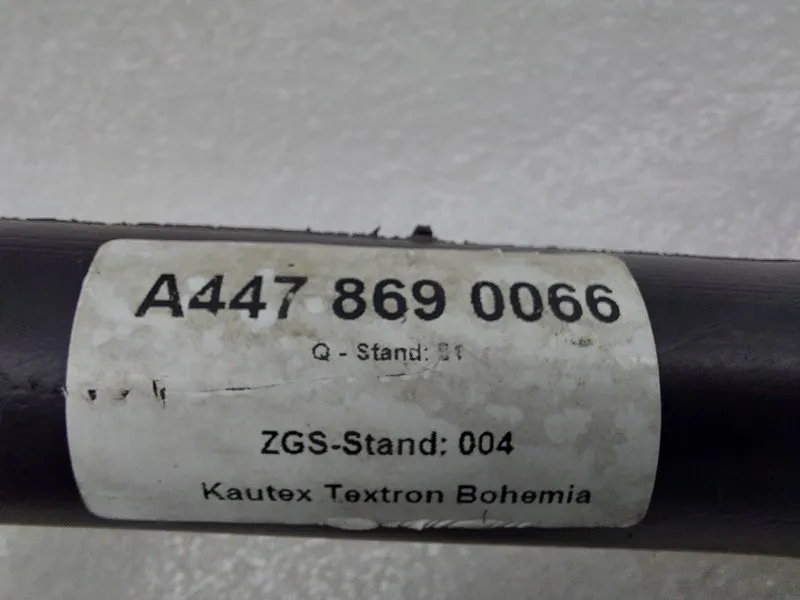 A447 869 0066
Q - Stand:
ZGS-Stand: 004
Kautex Textron Bohemia